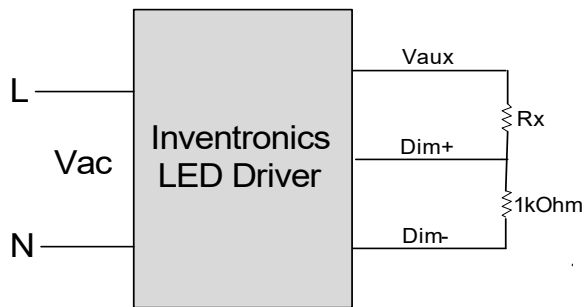 L
Vac
N
Inventronics
LED Driver
Vaux
Rx
Dim+
1kOhm
Dim-